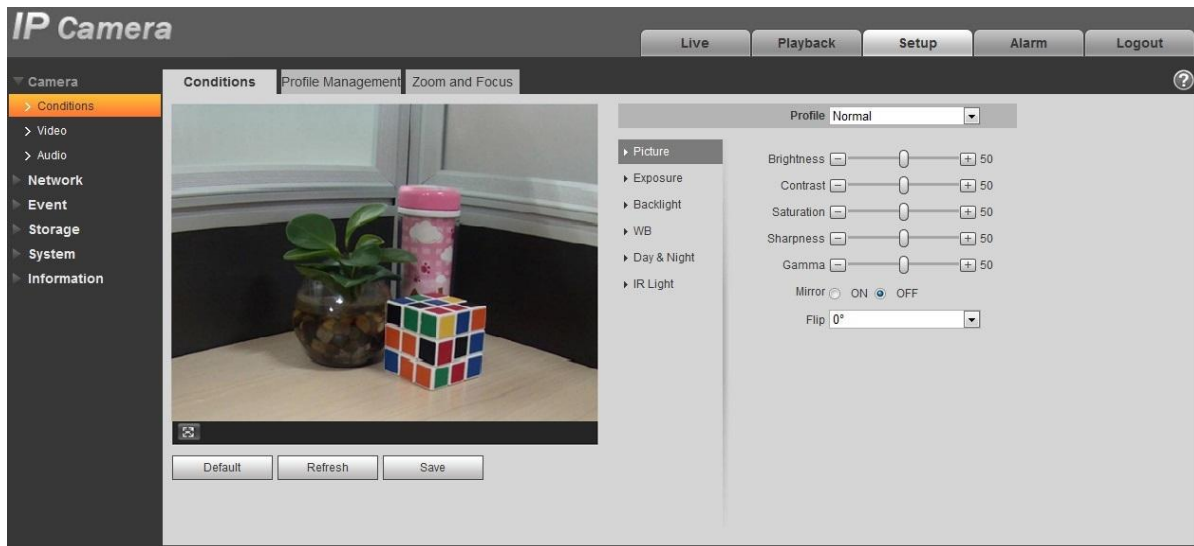 IP Camera
Live
Playback
Setup
Alarm
Logout
Camera
Conditions
Video
Audio
Network
Event
Storage
System
Information
Conditions
Profile Management
Zoom and Focus
?
Profile Normal
Picture
Exposure
Backlight
WB
Day & Night
IR Light
Brightness 50
Contrast 50
Saturation 50
Sharpness 50
Gamma 50
Mirror ON OFF
Flip 0°
Default
Refresh
Save